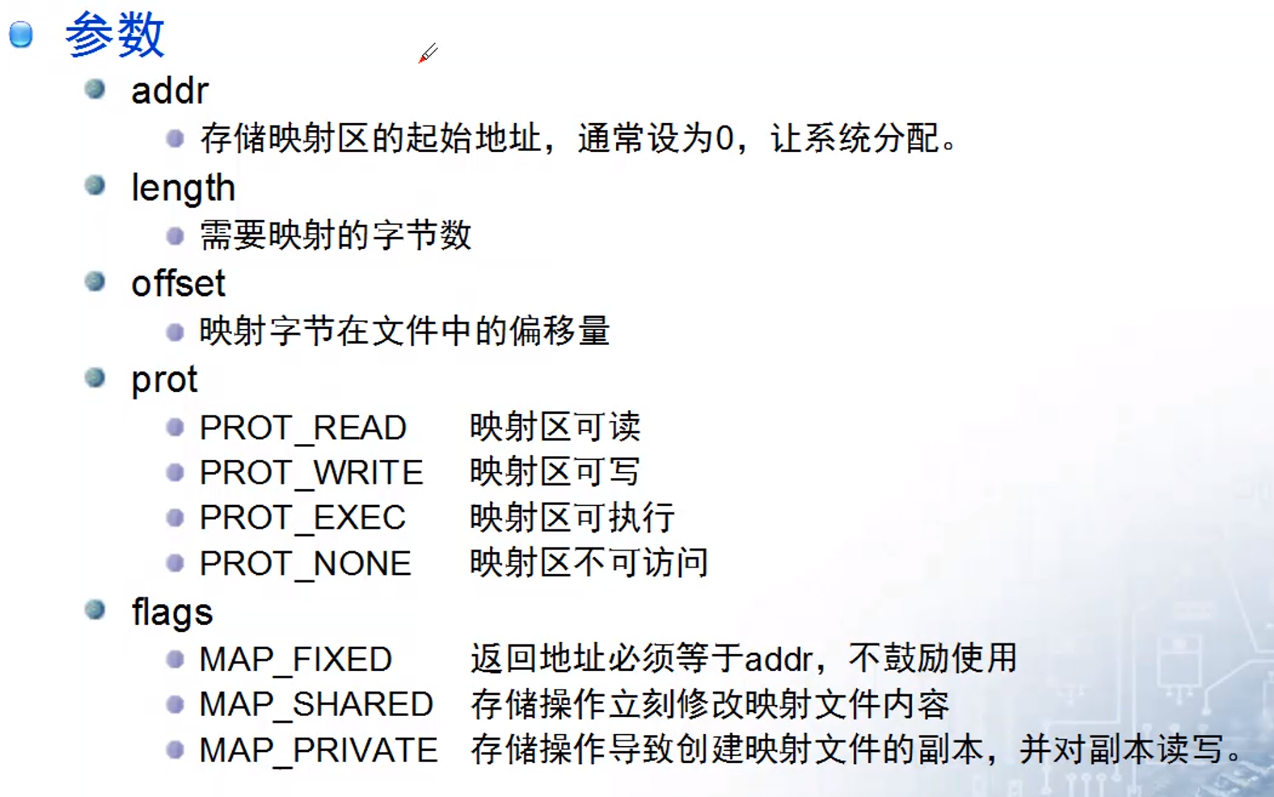 参数
addr
存储映射区的起始地址，通常设为0，让系统分配。
length
需要映射的字节数
offset
映射字节在文件中的偏移量
prot
PROT_READ 映射区可读
PROT_WRITE 映射区可写
PROT_EXEC 映射区可执行
PROT_NONE 映射区不可访问
flags
MAP_FIXED 返回地址必须等于addr，不鼓励使用
MAP_SHARED 存储操作立刻修改映射文件内容
MAP_PRIVATE 存储操作导致创建映射文件的副本，并对副本读写。